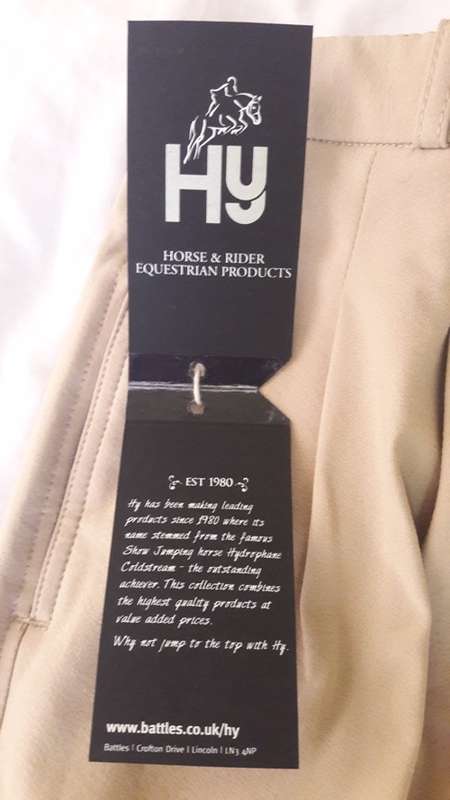 Hy
HORSE & RIDER
EQUESTRIAN PRODUCTS
EST 1980
Hy has been making leading
products since 1980 where its
name stemmed from the famous
Show Jumping horse Hydrophane
Coldstream - the outstanding
achiever. This collection combines
the highest quality products at
value added prices.
Why not jump to the top with Hy.
www.battles.co.uk/hy
Battles | Crofton Drive | Lincoln | LN3 4NP